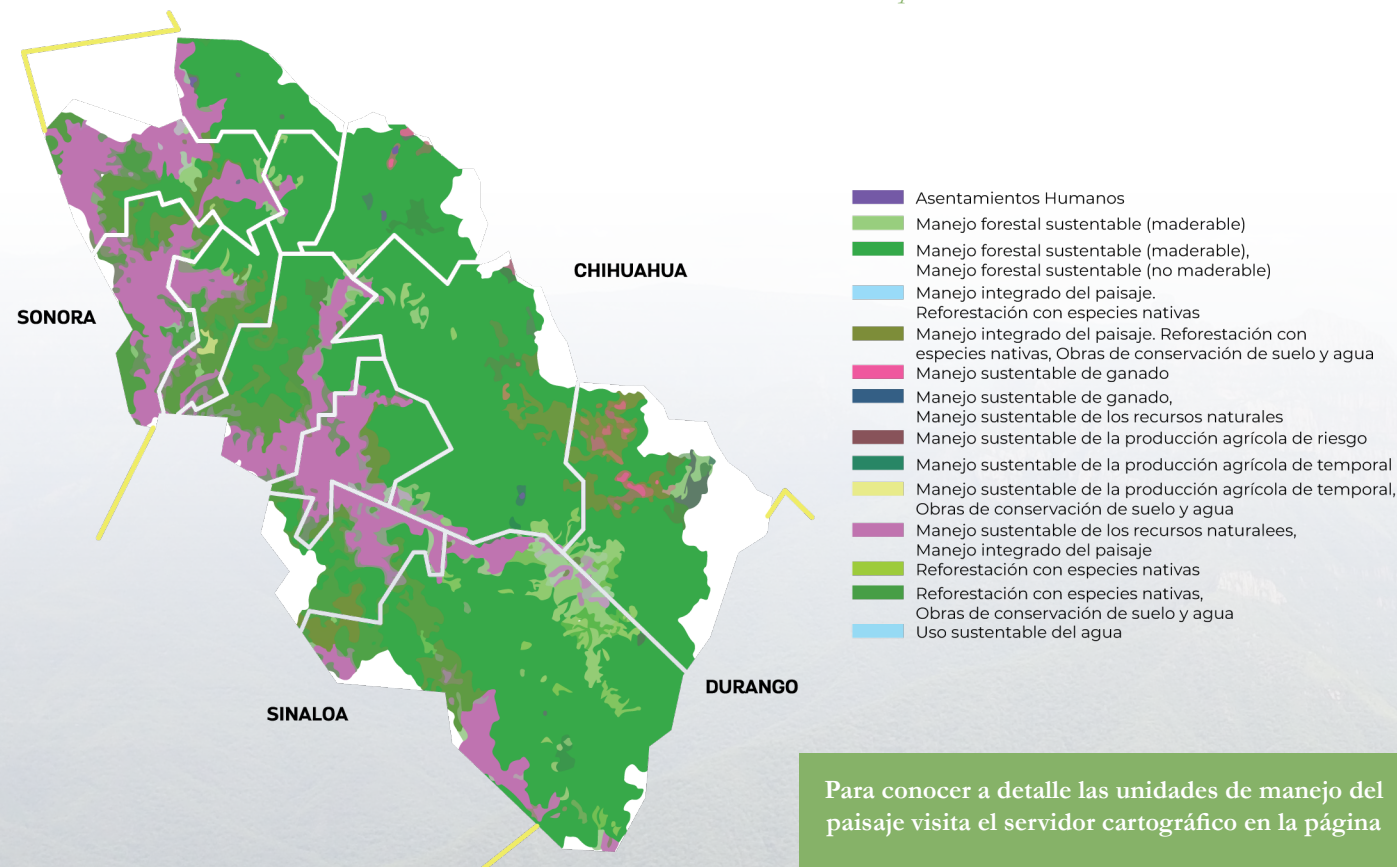 SONORA
CHIHUAHUA
SINALOA
DURANGO
Asentamientos Humanos
Manejo forestal sustentable (maderable)
Manejo forestal sustentable (maderable),
Manejo forestal sustentable (no maderable)
Manejo integrado del paisaje.
Reforestación con especies nativas
Manejo integrado del paisaje. Reforestación con
especies nativas, Obras de conservación de suelo y agua
Manejo sustentable de ganado
Manejo sustentable de ganado,
Manejo sustentable de los recursos naturales
Manejo sustentable de la producción agrícola de riesgo
Manejo sustentable de la producción agrícola de temporal
Manejo sustentable de la producción agrícola de temporal,
Obras de conservación de suelo y agua
Manejo sustentable de los recursos naturalees,
Manejo integrado del paisaje
Reforestación con especies nativas
Reforestación con especies nativas,
Obras de conservación de suelo y agua
Uso sustentable del agua
Para conocer a detalle las unidades de manejo del
paisaje visita el servidor cartográfico en la página